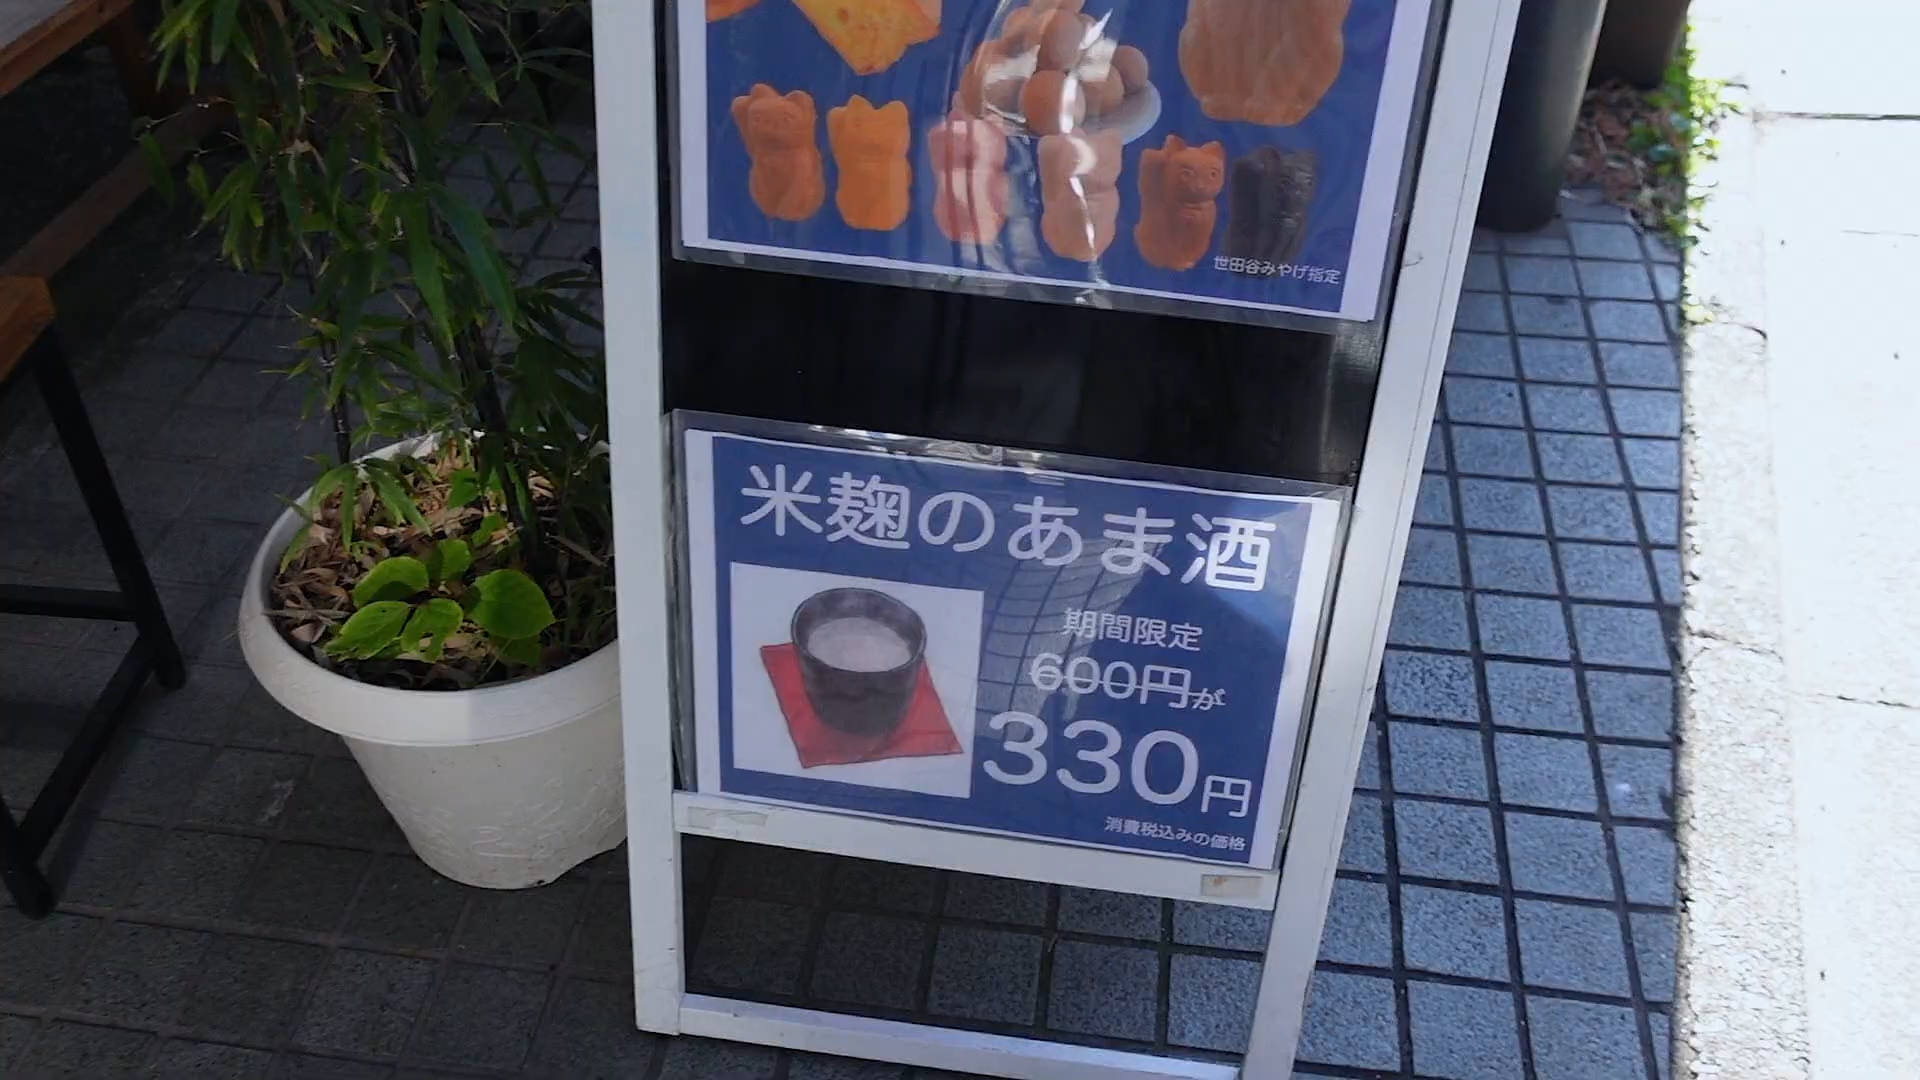 世田谷みやげ指定
米麹のあま酒
期間限定
600円が
330円
消費税込みの価格